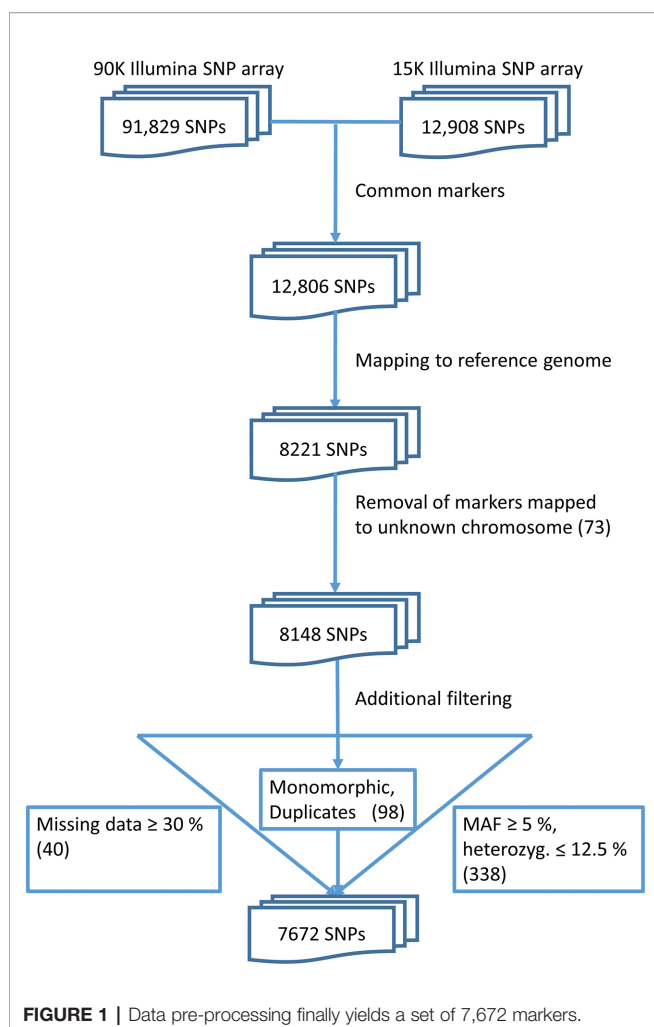 90K Illumina SNP array
15K Illumina SNP array
91,829 SNPs
12,908 SNPs
Common markers
12,806 SNPs
Mapping to reference genome
8221 SNPs
Removal of markers mapped
to unknown chromosome (73)
8148 SNPs
Additional filtering
Monomorphic,
Duplicates (98)
Missing data ≥ 30 %
(40)
MAF ≥ 5 %,
heterozyg. ≤ 12.5 %
(338)
7672 SNPs
FIGURE 1 | Data pre-processing finally yields a set of 7,672 markers.